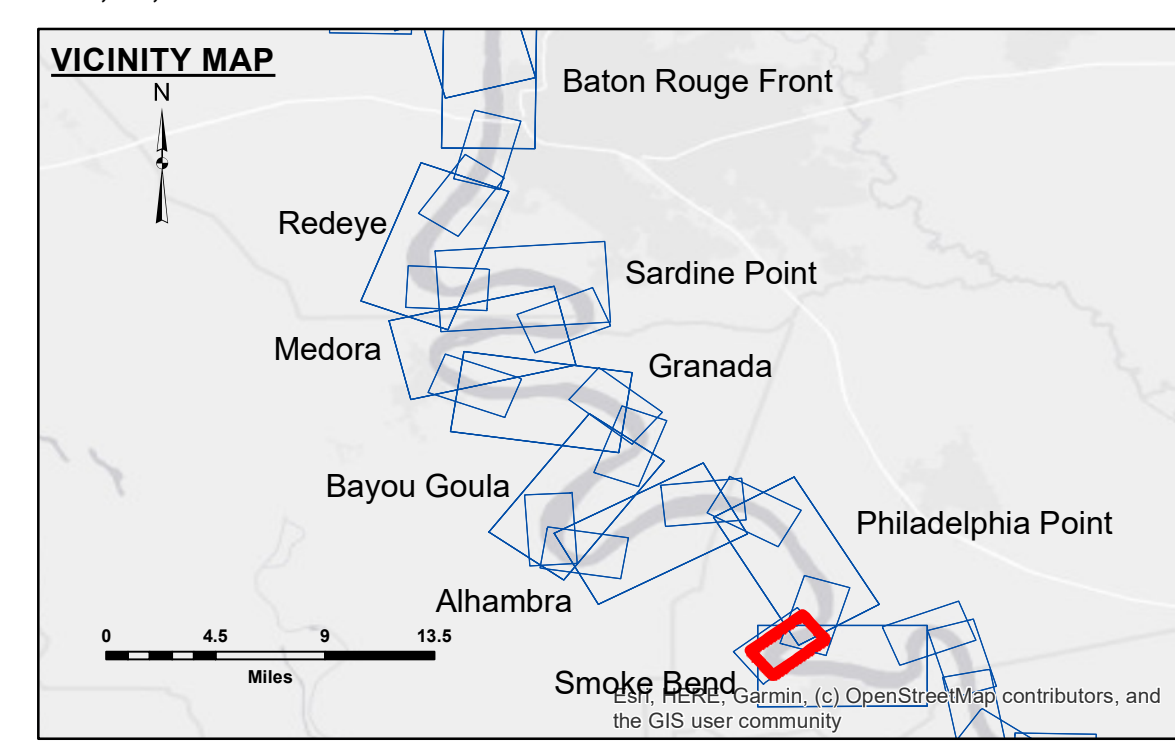 VICINITY MAP
N
Baton Rouge Front
Redeye
Sardine Point
Medora
Granada
Bayou Goula
Philadelphia Point
Alhambra
0 4.5 9 13.5
Miles
Smoke Bend
Esri, HERE, Garmin, (c) OpenStreetMap contributors, and
the GIS user community